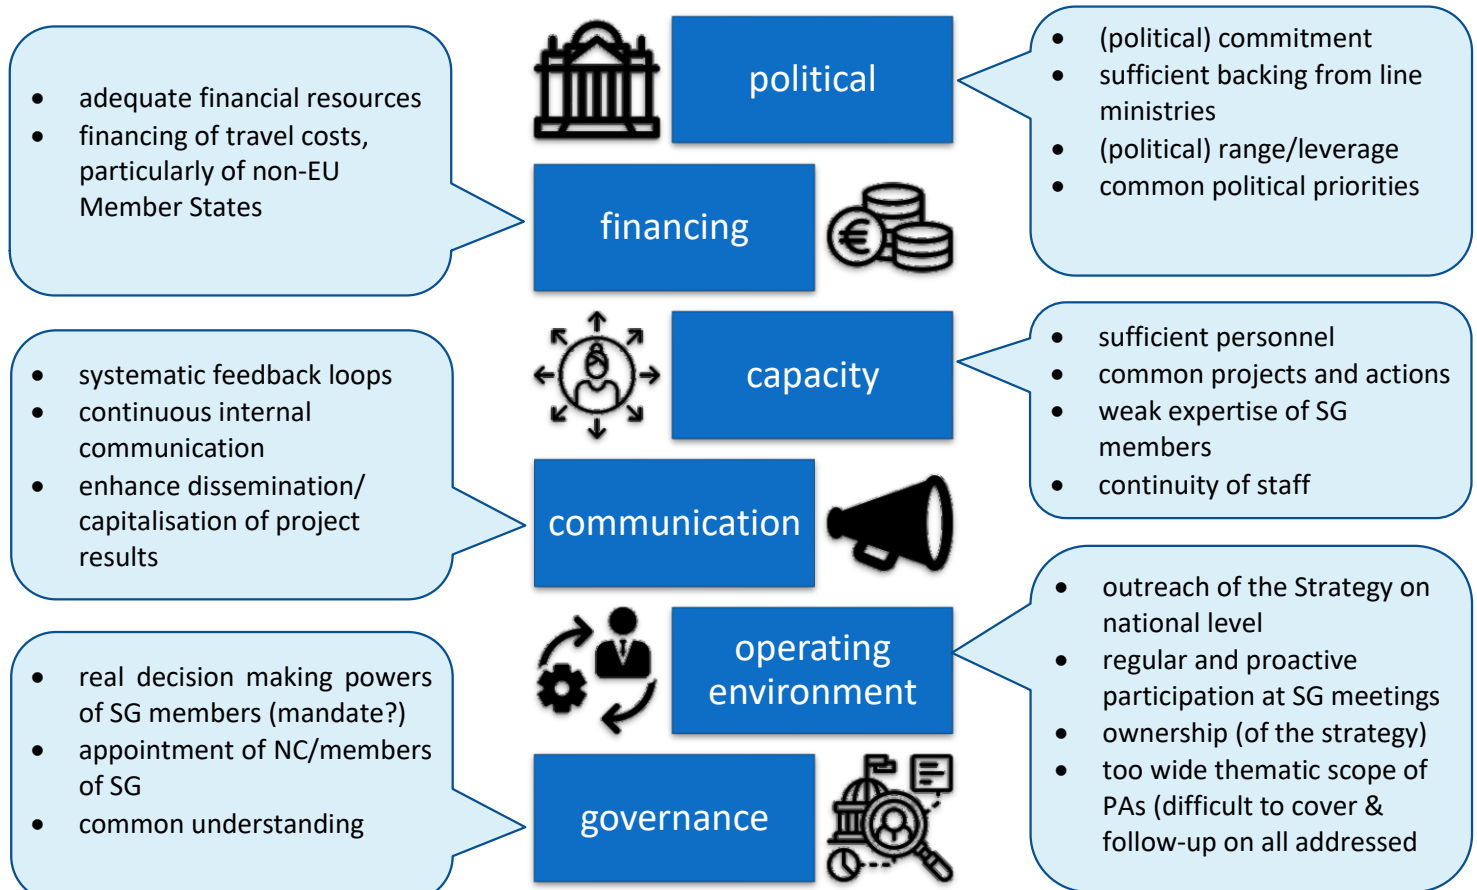 political
• (political) commitment
• sufficient backing from line
ministries
• (political) range/leverage
• common political priorities
• adequate financial resources
• financing of travel costs,
particularly of non-EU
Member States
financing
capacity
• sufficient personnel
• common projects and actions
• weak expertise of SG
members
• continuity of staff
• systematic feedback loops
• continuous internal
communication
• enhance dissemination/
capitalisation of project
results
communication
operating
environment
• outreach of the Strategy on
national level
• regular and proactive
participation at SG meetings
• ownership (of the strategy)
• too wide thematic scope of
PAs (difficult to cover &
follow-up on all addressed
• real decision making powers
of SG members (mandate?)
• appointment of NC/members
of SG
• common understanding
governance